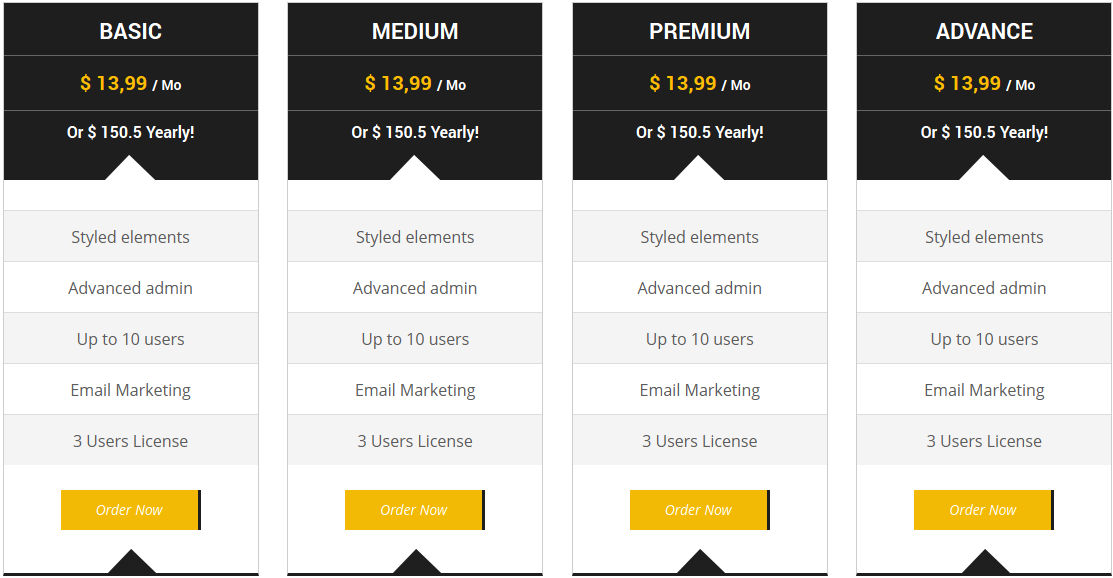 BASIC
$ 13,99 / Mo
Or $ 150.5 Yearly!
Styled elements
Advanced admin
Up to 10 users
Email Marketing
3 Users License
Order Now
MEDIUM
$ 13,99 / Mo
Or $ 150.5 Yearly!
Styled elements
Advanced admin
Up to 10 users
Email Marketing
3 Users License
Order Now
PREMIUM
$ 13,99 / Mo
Or $ 150.5 Yearly!
Styled elements
Advanced admin
Up to 10 users
Email Marketing
3 Users License
Order Now
ADVANCE
$ 13,99 / Mo
Or $ 150.5 Yearly!
Styled elements
Advanced admin
Up to 10 users
Email Marketing
3 Users License
Order Now